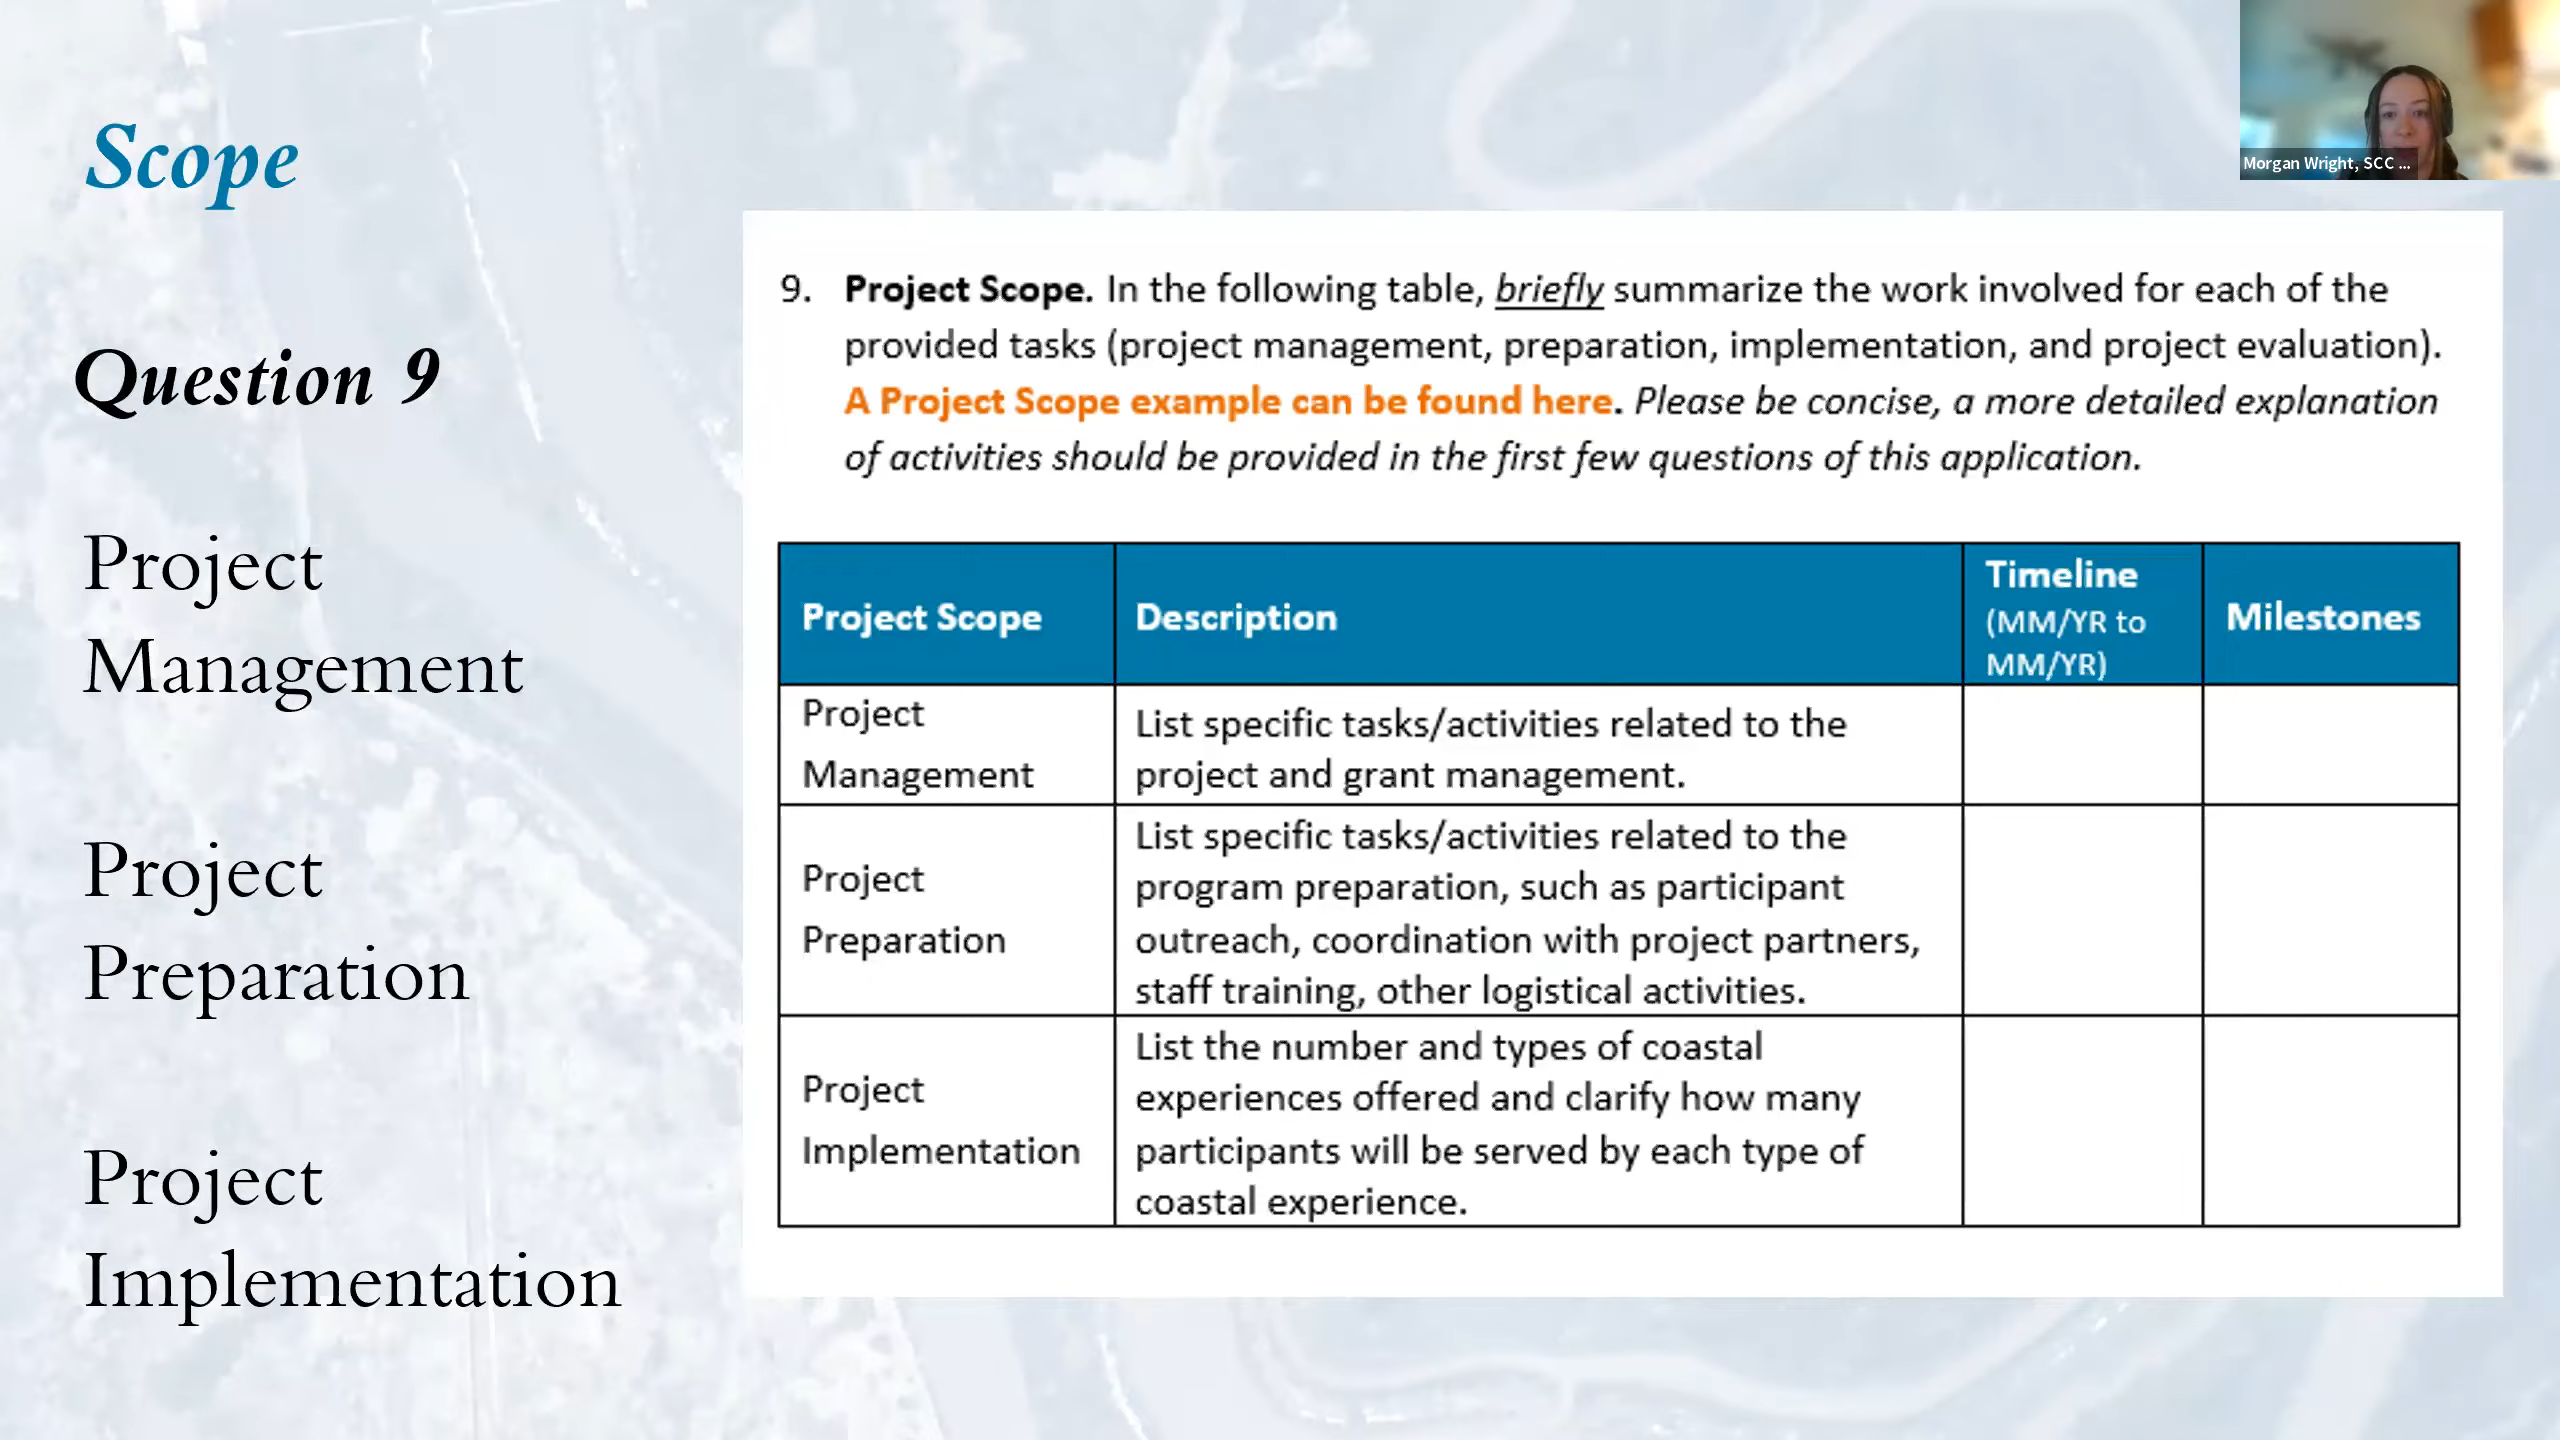 Scope
Question 9
Project
Management
Project
Preparation
Project
Implementation
Morgan Wright, SCC ...
9. Project Scope. In the following table, briefly summarize the work involved for each of the
provided tasks (project management, preparation, implementation, and project evaluation).
A Project Scope example can be found here. Please be concise, a more detailed explanation
of activities should be provided in the first few questions of this application.
Project Scope
Description
Timeline
(MM/YR to
MM/YR)
Milestones
Project
Management
List specific tasks/activities related to the
project and grant management.
Project
Preparation
List specific tasks/activities related to the
program preparation, such as participant
outreach, coordination with project partners,
staff training, other logistical activities.
Project
Implementation
List the number and types of coastal
experiences offered and clarify how many
participants will be served by each type of
coastal experience.